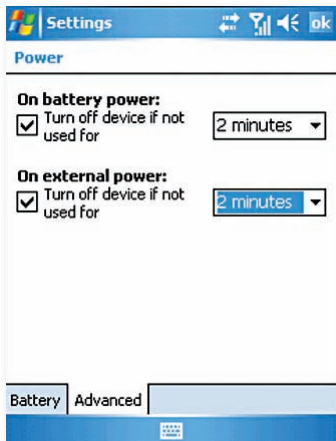 Settings
ok
Power
On battery power:
Turn off device if not
used for
2 minutes
On external power:
Turn off device if not
used for
2 minutes
Battery Advanced